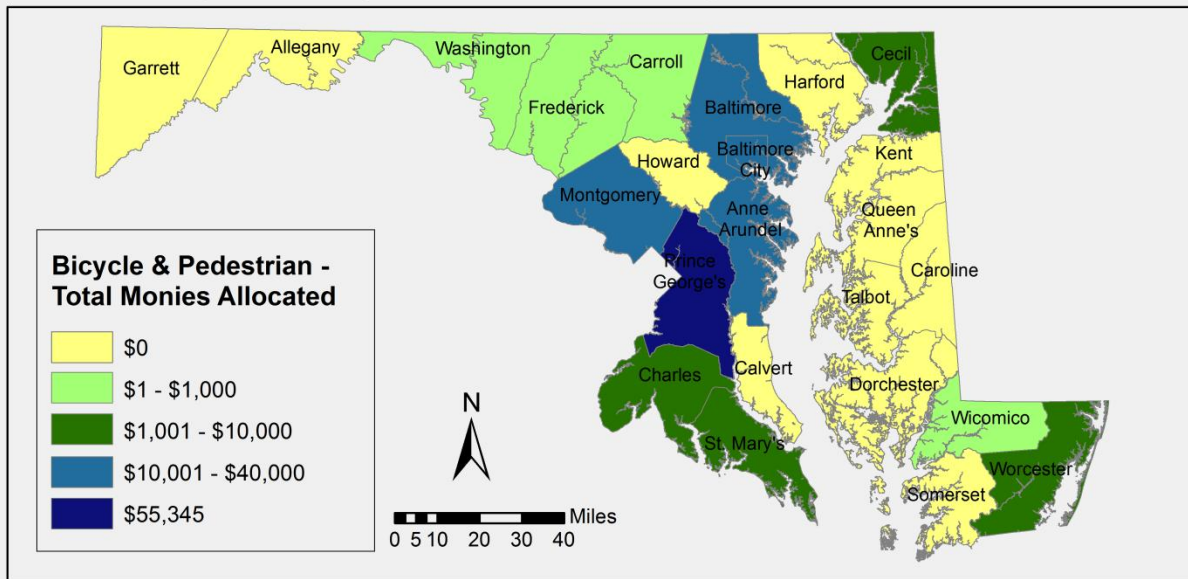 Garrett
Allegany
Washington
Frederick
Carroll
Baltimore
Baltimore
City
Harford
Cecil
Howard
Montgomery
Anne
Arundel
Prince
George's
Kent
Queen
Anne's
Caroline
Talbot
Calvert
Charles
St. Mary's
Dorchester
Wicomico
Worcester
Somerset
Bicycle & Pedestrian -
Total Monies Allocated
$0
$1 - $1,000
$1,001 - $10,000
$10,001 - $40,000
$55,345
N
Miles
0 5 10 20 30 40